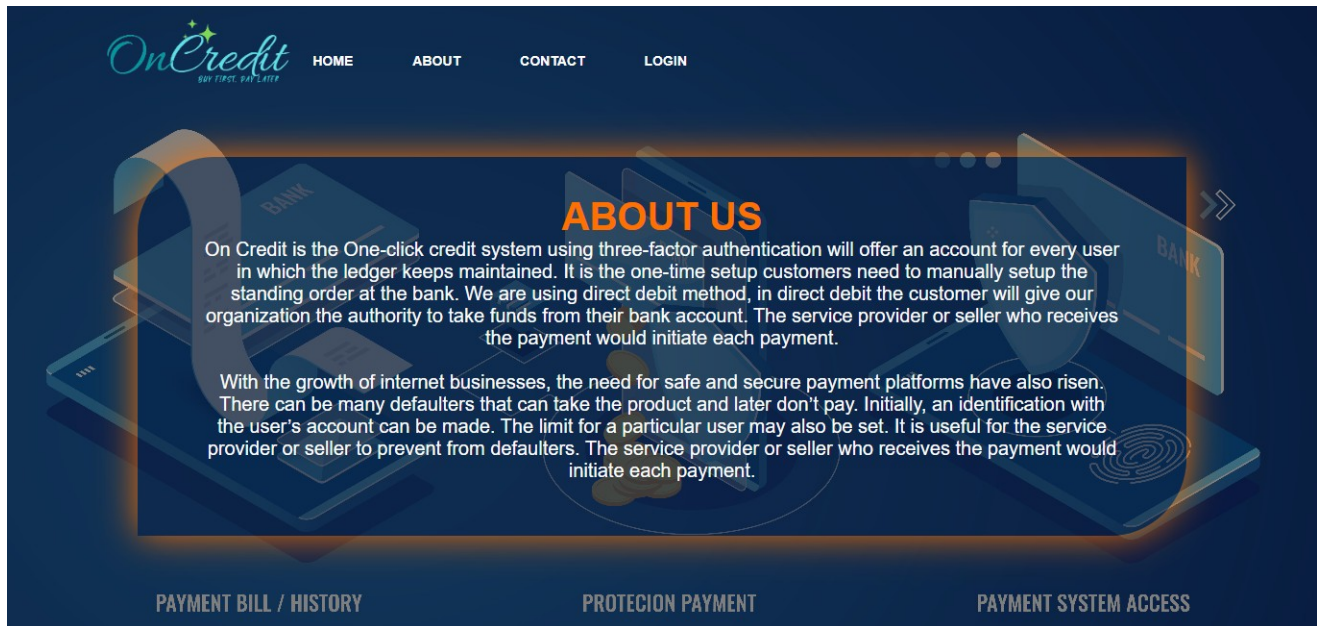 OnCredit
BUY FIRST, PAY LATER
HOME ABOUT CONTACT LOGIN
BANK
BANK
ABOUT US
On Credit is the One-click credit system using three-factor authentication will offer an account for every user
in which the ledger keeps maintained. It is the one-time setup customers need to manually setup the
standing order at the bank. We are using direct debit method, in direct debit the customer will give our
organization the authority to take funds from their bank account. The service provider or seller who receives
the payment would initiate each payment.
With the growth of internet businesses, the need for safe and secure payment platforms have also risen.
There can be many defaulters that can take the product and later don’t pay. Initially, an identification with
the user’s account can be made. The limit for a particular user may also be set. It is useful for the service
provider or seller to prevent from defaulters. The service provider or seller who receives the payment would
initiate each payment.
PAYMENT BILL / HISTORY
PROTECION PAYMENT
PAYMENT SYSTEM ACCESS